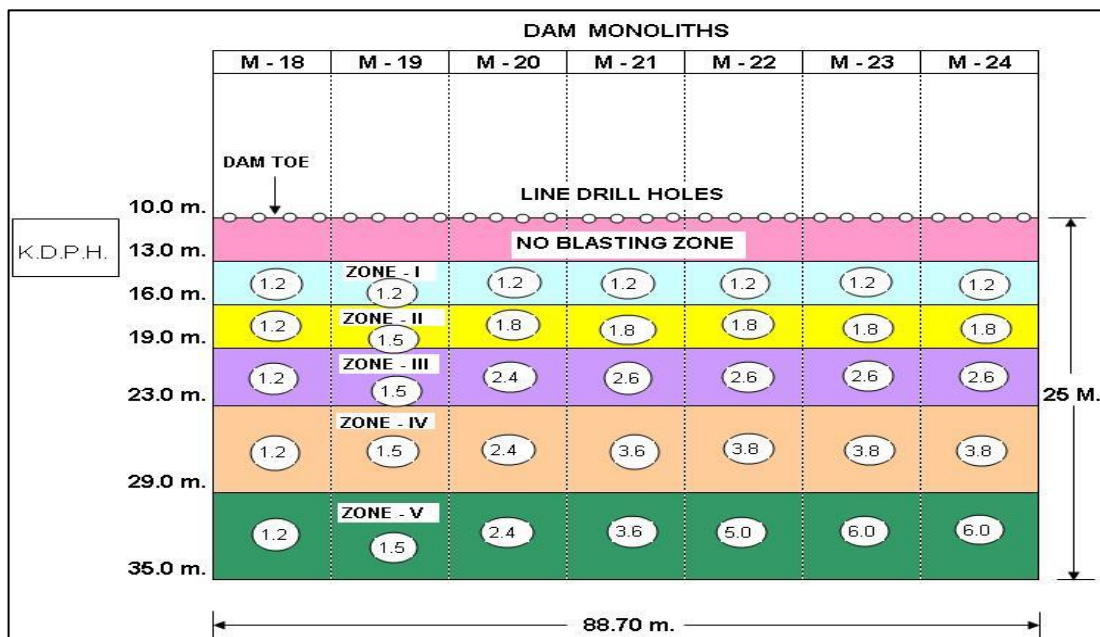 DAM MONOLITHS
M - 18 M - 19 M - 20 M - 21 M - 22 M - 23 M - 24
DAM TOE
LINE DRILL HOLES
10.0 m.
K.D.P.H.
NO BLASTING ZONE
13.0 m.
ZONE - I
1.2 1.2 1.2 1.2 1.2 1.2 1.2
16.0 m.
ZONE - II
1.2 1.5 1.8 1.8 1.8 1.8 1.8
19.0 m.
ZONE - III
1.2 1.5 2.4 2.6 2.6 2.6 2.6
23.0 m.
25 M.
ZONE - IV
1.2 1.5 2.4 3.6 3.8 3.8 3.8
29.0 m.
ZONE - V
1.2 1.5 2.4 3.6 5.0 6.0 6.0
35.0 m.
88.70 m.